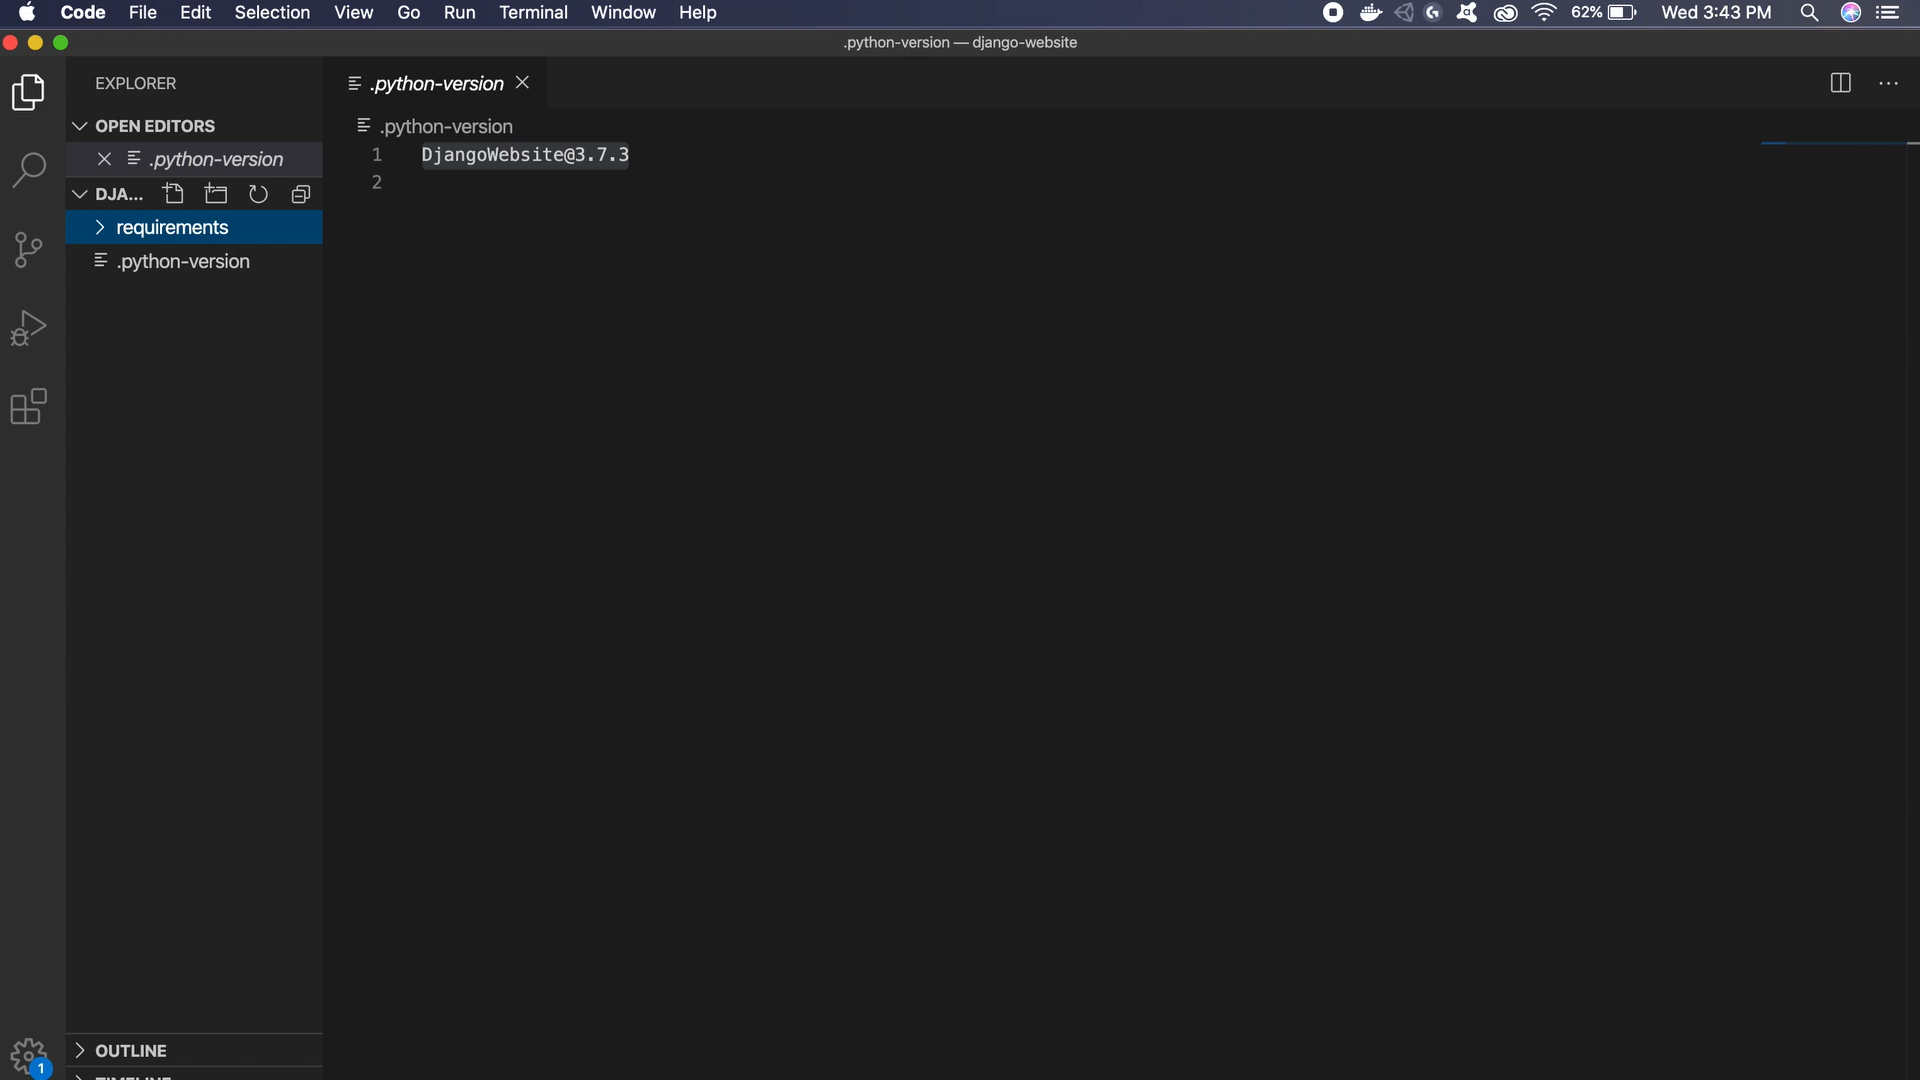 Code File Edit Selection View Go Run Terminal Window Help 62% Wed 3:43 PM
.python-version — django-website
EXPLORER
OPEN EDITORS
.python-version
DJA...
requirements
.python-version
.python-version
.python-version
1 DjangoWebsite@3.7.3
2
OUTLINE
TIMELINE
1